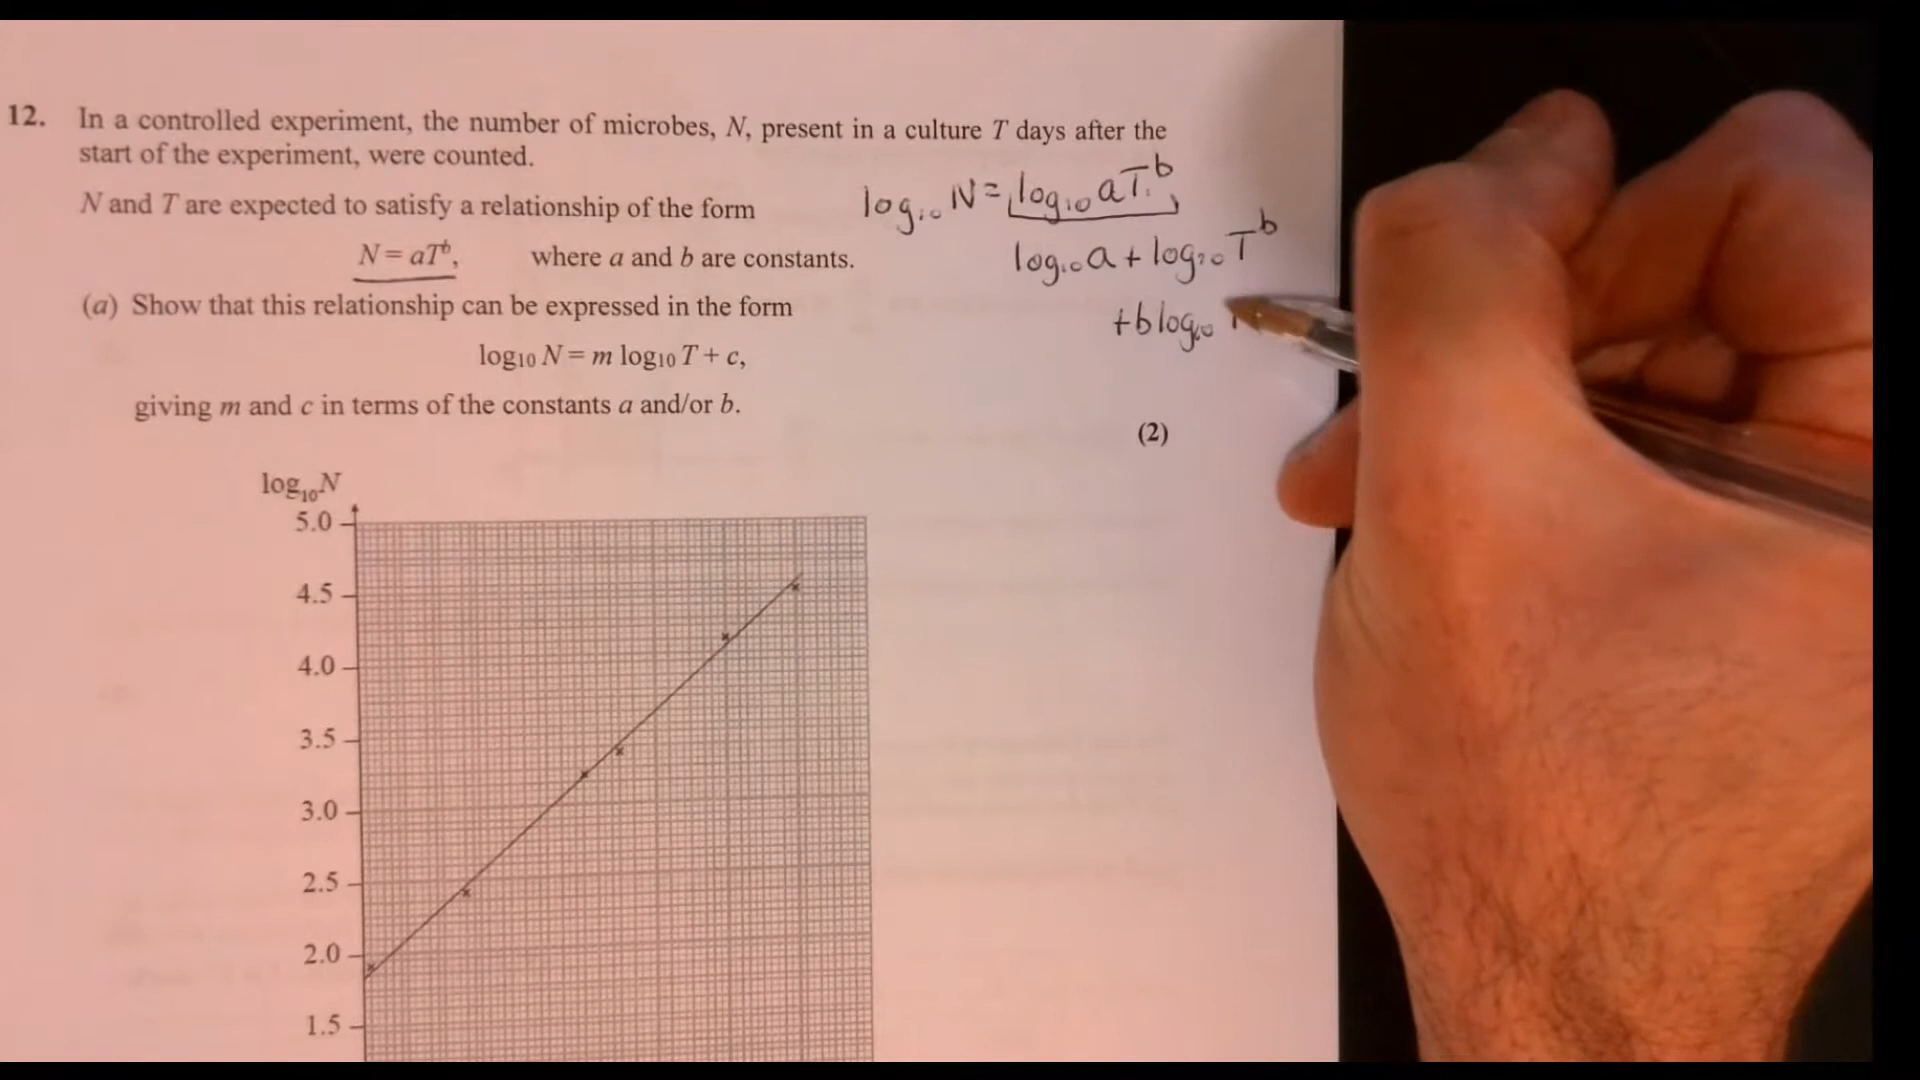 12. In a controlled experiment, the number of microbes, N, present in a culture T days after the
start of the experiment, were counted.
N and T are expected to satisfy a relationship of the form
log₁₀ N = log₁₀ aTᵇ
N = aTᵇ, where a and b are constants.
log₁₀ a + log₁₀ Tᵇ
(a) Show that this relationship can be expressed in the form
+ b log₁₀
log₁₀ N = m log₁₀ T + c,
giving m and c in terms of the constants a and/or b.
(2)
log₁₀N
5.0
4.5
4.0
3.5
3.0
2.5
2.0
1.5